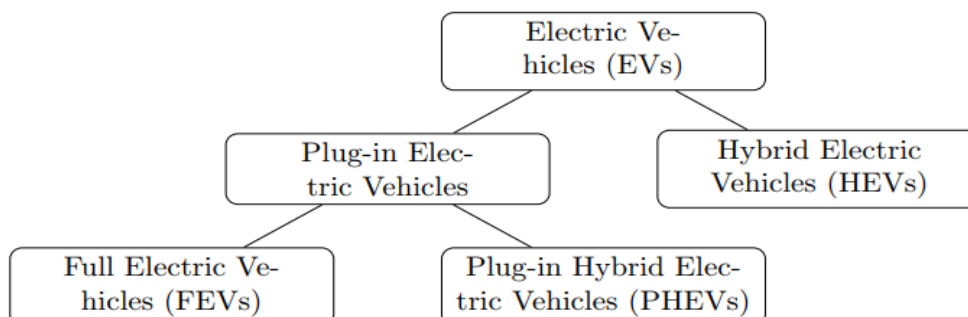 Electric Ve-
hicles (EVs)
Plug-in Elec-
tric Vehicles
Hybrid Electric
Vehicles (HEVs)
Full Electric Ve-
hicles (FEVs)
Plug-in Hybrid Elec-
tric Vehicles (PHEVs)